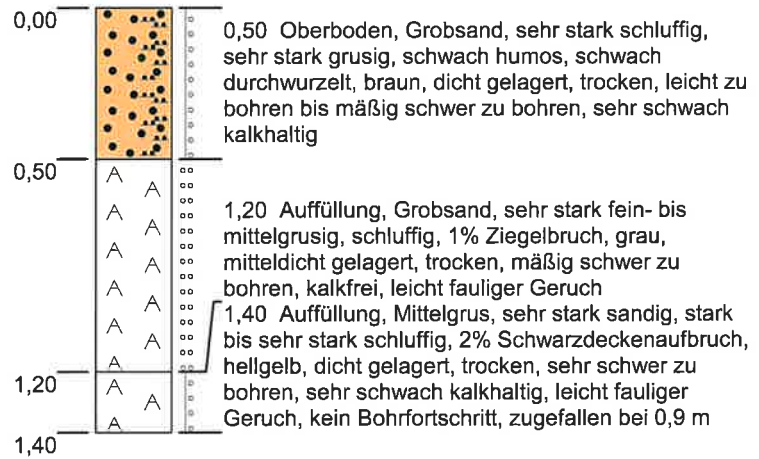 0,00
0,50 Oberboden, Grobsand, sehr stark schluffig,
sehr stark grusig, schwach humos, schwach
durchwurzelt, braun, dicht gelagert, trocken, leicht zu
bohren bis mäßig schwer zu bohren, sehr schwach
kalkhaltig
0,50
A
A
A
A
A
A
A
A
A
A
A
1,20 Auffüllung, Grobsand, sehr stark fein- bis
mittelgrusig, schluffig, 1% Ziegelbruch, grau,
mitteldicht gelagert, trocken, mäßig schwer zu
bohren, kalkfrei, leicht fauliger Geruch
1,40 Auffüllung, Mittelgrus, sehr stark sandig, stark
bis sehr stark schluffig, 2% Schwarzdeckenaufbruch,
hellgelb, dicht gelagert, trocken, sehr schwer zu
bohren, sehr schwach kalkhaltig, leicht fauliger
Geruch, kein Bohrfortschritt, zugefallen bei 0,9 m
1,20
A
A
A
1,40